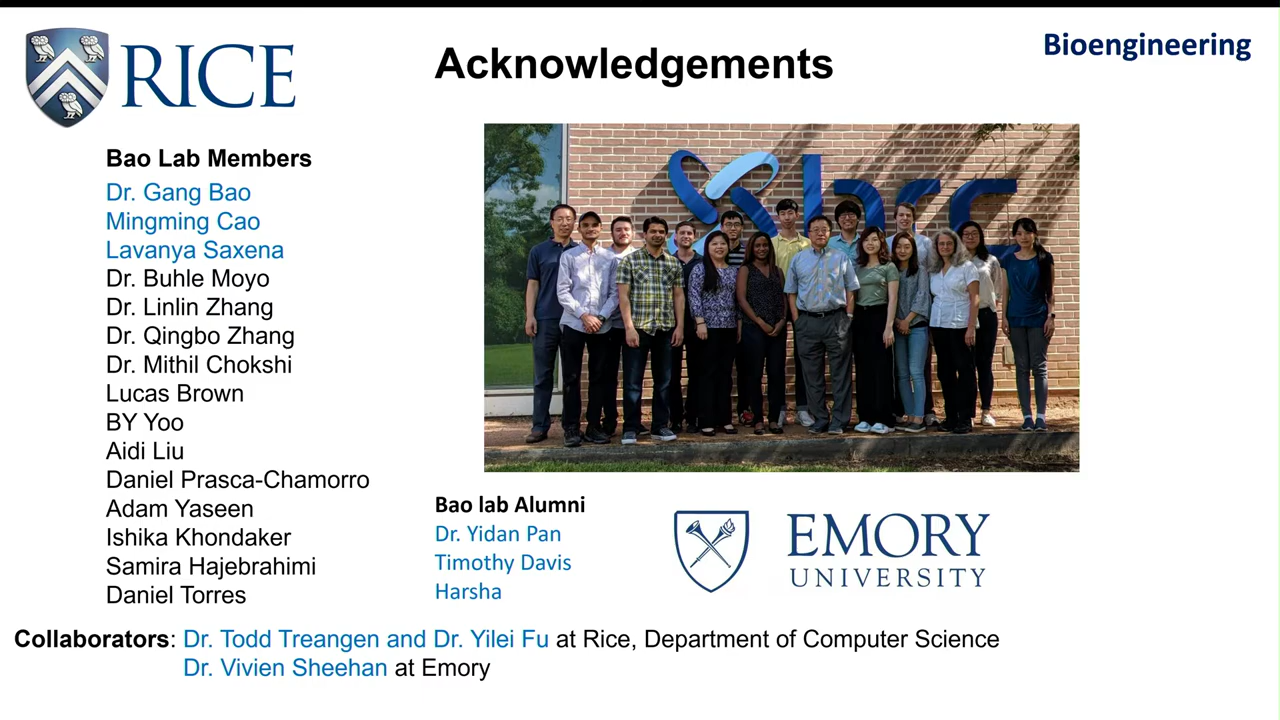 RICE
Acknowledgements
Bioengineering
Bao Lab Members
Dr. Gang Bao
Mingming Cao
Lavanya Saxena
Dr. Buhle Moyo
Dr. Linlin Zhang
Dr. Qingbo Zhang
Dr. Mithil Chokshi
Lucas Brown
BY Yoo
Aidi Liu
Daniel Prasca-Chamorro
Adam Yaseen
Ishika Khondaker
Samira Hajebrahimi
Daniel Torres
brc
Bao lab Alumni
Dr. Yidan Pan
Timothy Davis
Harsha
EMORY
UNIVERSITY
Collaborators: Dr. Todd Treangen and Dr. Yilei Fu at Rice, Department of Computer Science
Dr. Vivien Sheehan at Emory